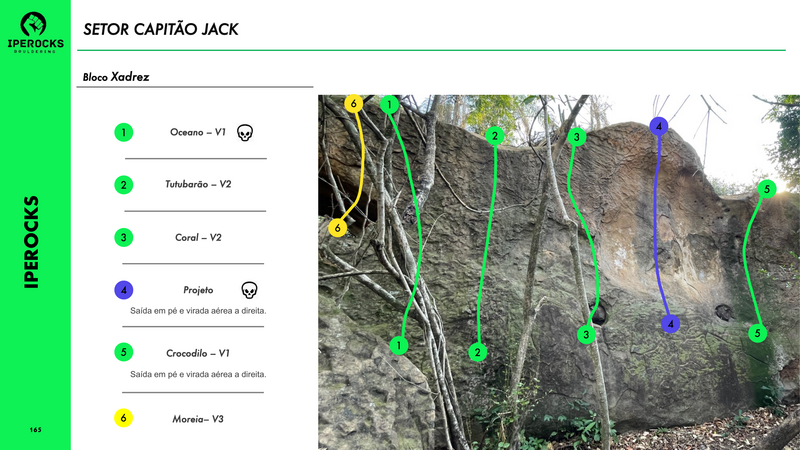 IPEROCKS
BOULDERING
SETOR CAPITÃO JACK
Bloco Xadrez
1 Oceano – V1
2 Tutubarão – V2
3 Coral – V2
4 Projeto
Saída em pé e virada aérea a direita.
5 Crocodilo – V1
Saída em pé e virada aérea a direita.
6 Moreia– V3
IPEROCKS
165
6 1 2 3 4 5
6 1 2 3 4 5